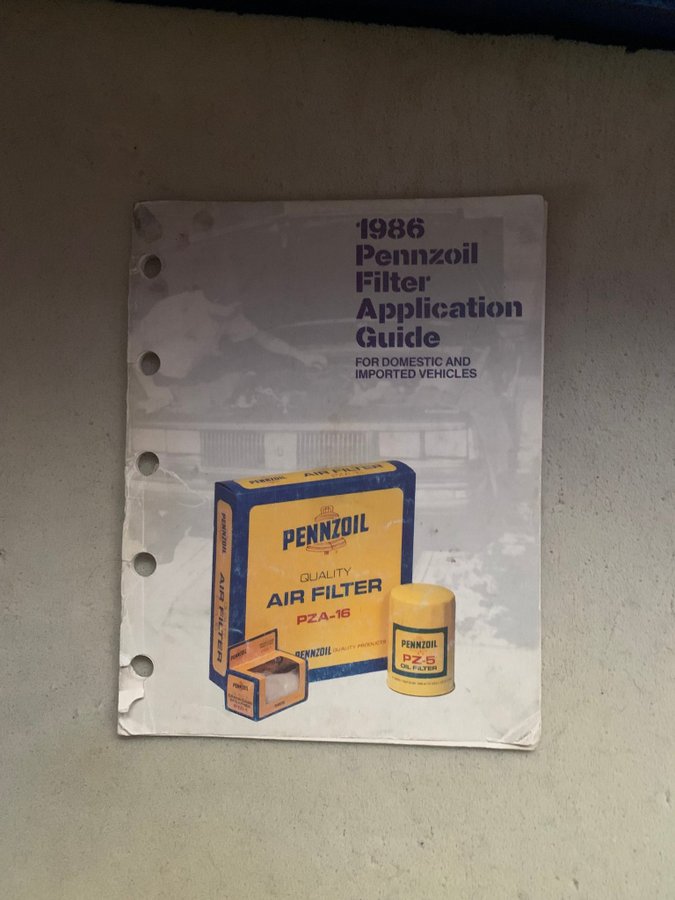 1986
Pennzoil
Filter
Application
Guide
FOR DOMESTIC AND
IMPORTED VEHICLES
PENNZOIL AIR FILTER
PENNZOIL
QUALITY
AIR FILTER
PZA-16
PENNZOIL QUALITY PRODUCTS
PENNZOIL
AIR FILTER
PENNZOIL
PENNZOIL
PENNZOIL
PZ-5
OIL FILTER